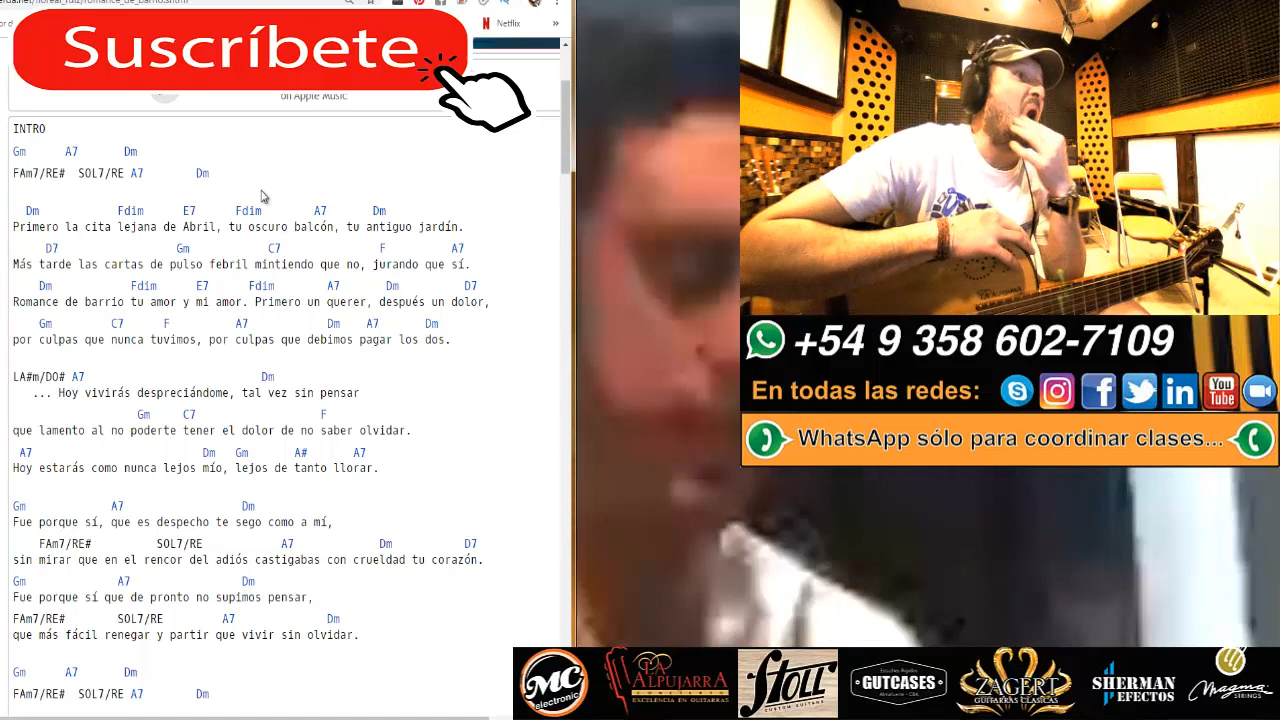 Netflix
»
Suscríbete
on Apple Music
INTRO
Gm A7 Dm
FAm7/RE# SOL7/RE A7 Dm
Dm Fdim E7 Fdim A7 Dm
Primero la cita lejana de Abril, tu oscuro balcón, tu antiguo jardín.
D7 Gm C7 F A7
Más tarde las cartas de pulso febril mintiendo que no, jurando que sí.
Dm Fdim E7 Fdim A7 Dm D7
Romance de barrio tu amor y mi amor. Primero un querer, después un dolor,
Gm C7 F A7 Dm A7 Dm
por culpas que nunca tuvimos, por culpas que debimos pagar los dos.
LA#m/DO# A7 Dm
... Hoy vivirás despreciándome, tal vez sin pensar
Gm C7 F
que lamento al no poderte tener el dolor de no saber olvidar.
A7 Dm Gm A# A7
Hoy estarás como nunca lejos mío, lejos de tanto llorar.
Gm A7 Dm
Fue porque sí, que es despecho te sego como a mí,
FAm7/RE# SOL7/RE A7 Dm D7
sin mirar que en el rencor del adiós castigabas con crueldad tu corazón.
Gm A7 Dm
Fue porque sí que de pronto no supimos pensar,
FAm7/RE# SOL7/RE A7 Dm
que más fácil renegar y partir que vivir sin olvidar.
Gm A7 Dm
FAm7/RE# SOL7/RE A7 Dm
+54 9 358 602-7109
En todas las redes:
in
You
Tube
WhatsApp sólo para coordinar clases...
MC
electronic
LA
ALPUJARRA
EXCELENCIA EN GUITARRAS
STOLL
CUSTOM GUITARS
GUTCASES
ZAGERT
GUITARRAS CLASICAS
SHERMAN
EFECTOS
Magma
STRINGS